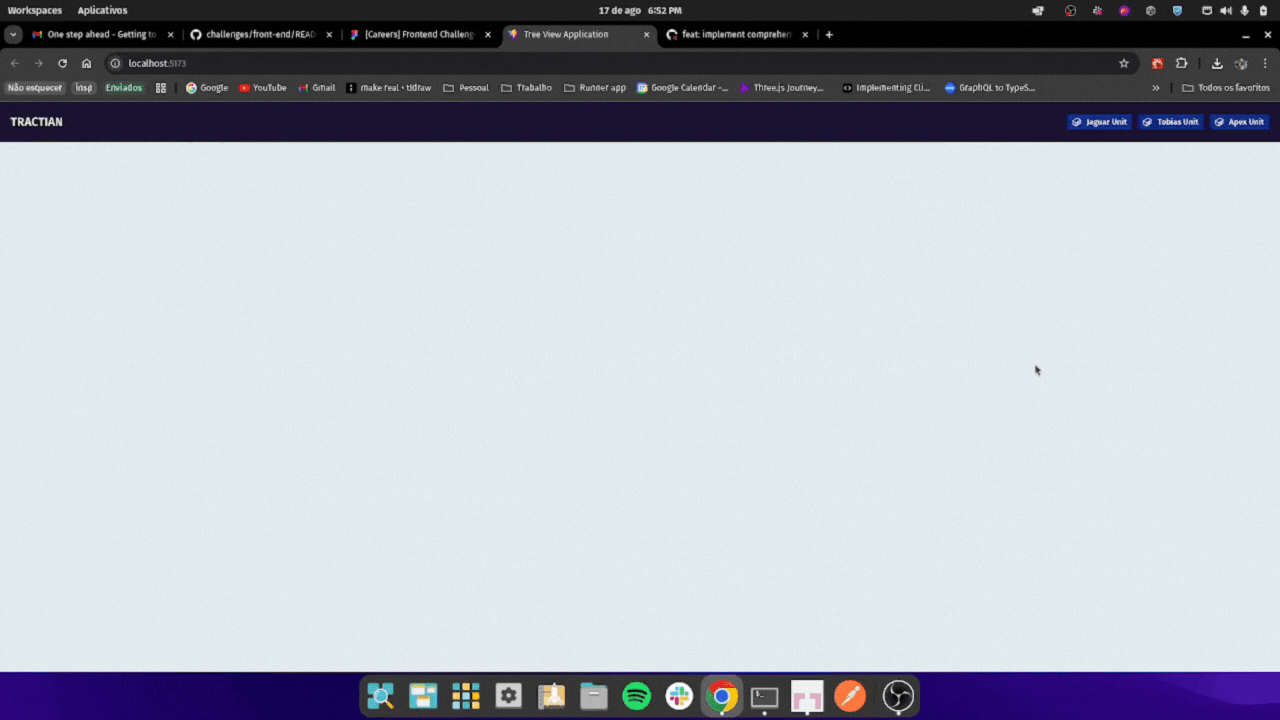 Workspaces Aplicativos 17 de ago 6:52 PM
One step ahead - Getting to challenges/front-end/READ [Careers] Frontend Challeng Tree View Application feat: implement comprehen
localhost:5173
Não esquecer Insp Enviados Google YouTube Gmail make real • tldraw Pessoal Trabalho Runner app Google Calendar -... Three.js Journey... Implementing Cli... GraphQL to TypeS... » Todos os favoritos
TRACTIAN Jaguar Unit Tobias Unit Apex Unit